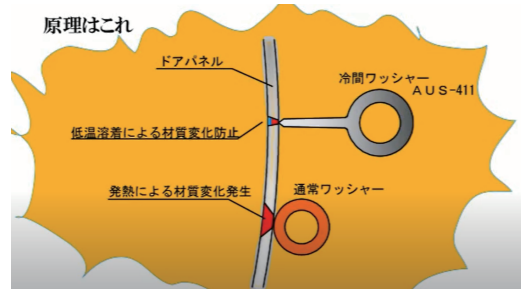 原理はこれ
ドアパネル
冷間ワッシャー
AUS-411
低温溶着による材質変化防止
発熱による材質変化発生
通常ワッシャー